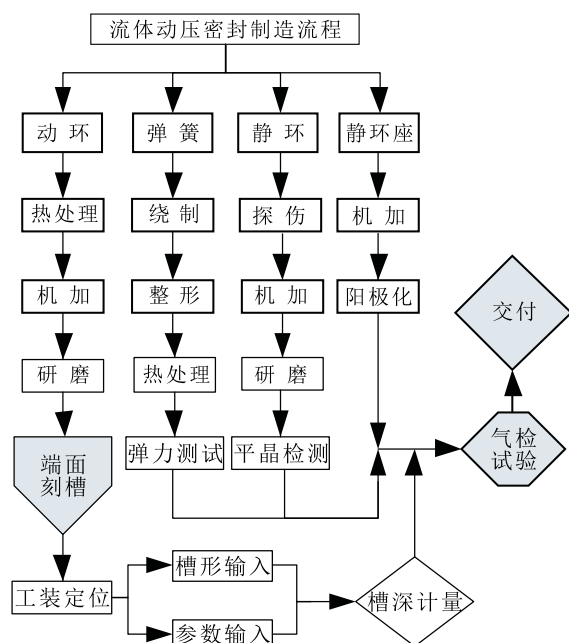 流体动压密封制造流程
动环 弹簧 静环 静环座
热处理 绕制 探伤 机加
机加 整形 机加 阳极化
交付
研磨 热处理 研磨
端面
刻槽
弹力测试 平晶检测
气检
试验
工装定位
槽形输入
参数输入
槽深计量